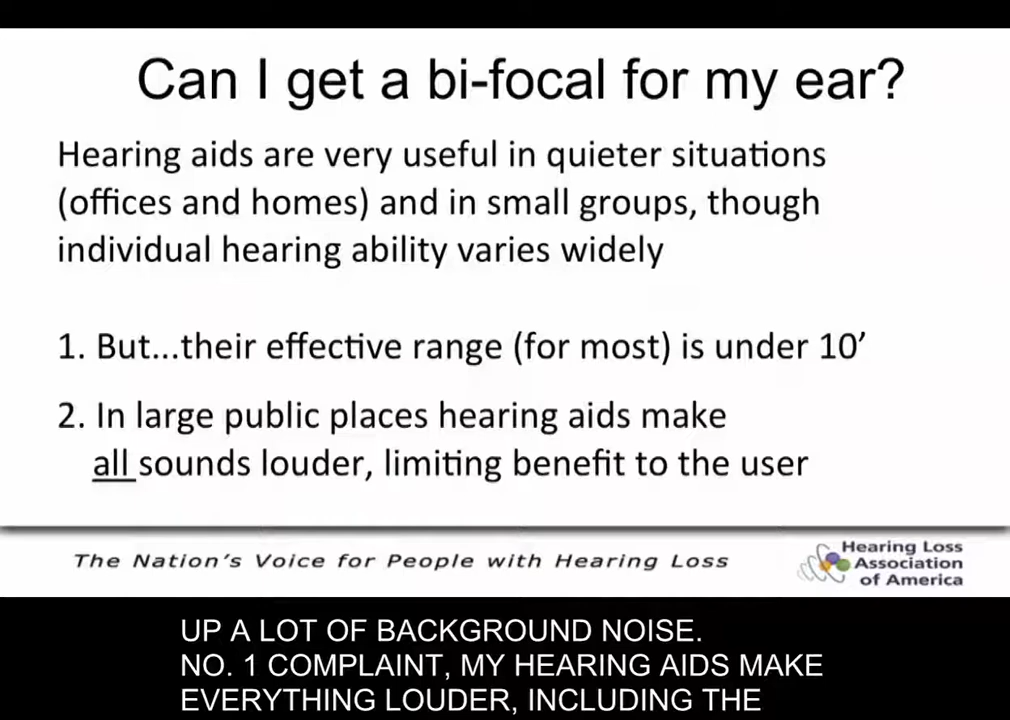 Can I get a bi-focal for my ear?
Hearing aids are very useful in quieter situations
(offices and homes) and in small groups, though
individual hearing ability varies widely
1. But...their effective range (for most) is under 10’
2. In large public places hearing aids make
all sounds louder, limiting benefit to the user
The Nation's Voice for People with Hearing Loss
Hearing Loss
Association
of America
UP A LOT OF BACKGROUND NOISE.
NO. 1 COMPLAINT, MY HEARING AIDS MAKE
EVERYTHING LOUDER, INCLUDING THE